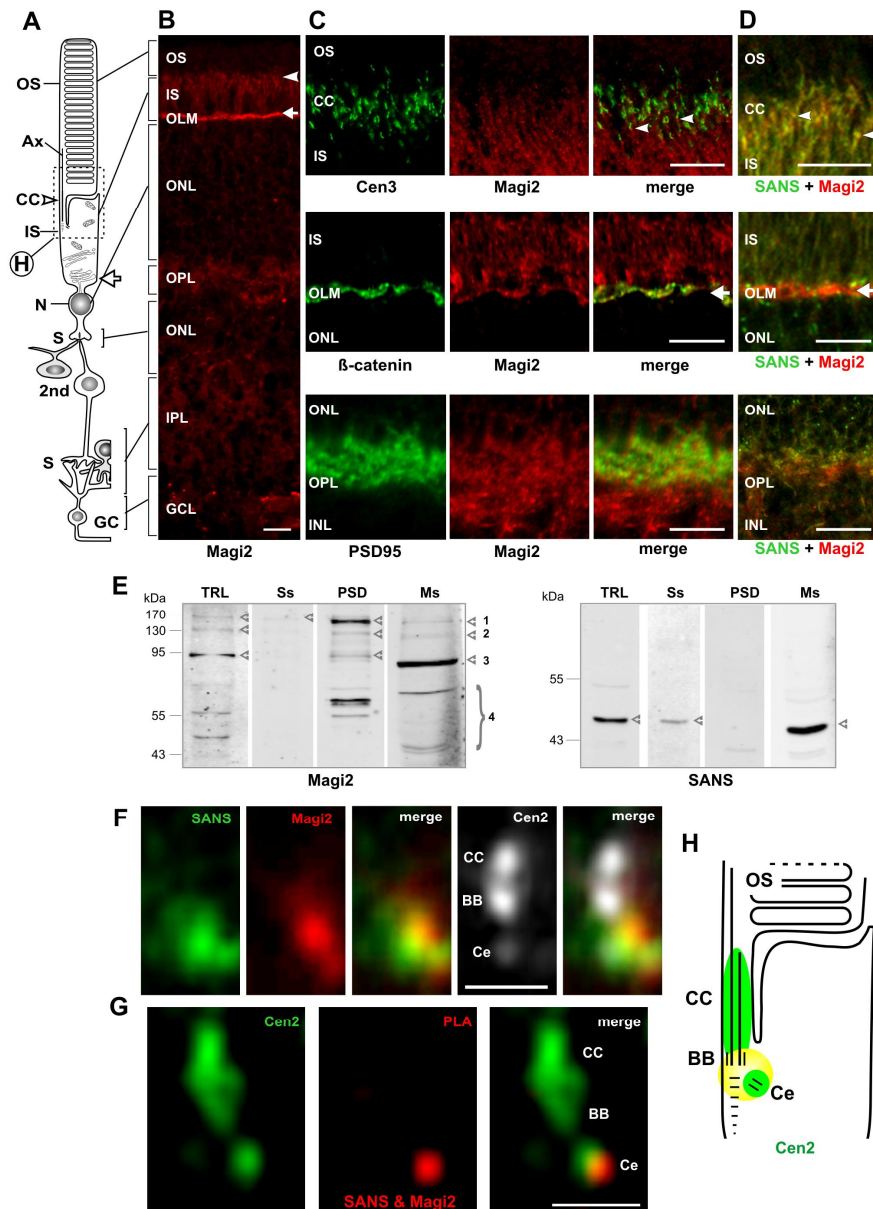 A
OS
Ax
CC
IS
H
N
S
2nd
S
GC
B
OS
IS
OLM
ONL
OPL
ONL
IPL
GCL
Magi2
C
OS
CC
IS
Cen3
Magi2
merge
IS
OLM
ONL
ß-catenin
Magi2
merge
ONL
OPL
INL
PSD95
Magi2
merge
D
OS
CC
IS
SANS + Magi2
IS
OLM
ONL
SANS + Magi2
ONL
OPL
INL
SANS + Magi2
E
kDa
TRL Ss PSD Ms
170
130
95
55
43
1
2
3
4
Magi2
kDa
TRL Ss PSD Ms
55
43
SANS
F
SANS
Magi2
merge
Cen2
CC
BB
Ce
merge
G
Cen2
PLA
SANS & Magi2
merge
CC
BB
Ce
H
OS
CC
BB
Ce
Cen2